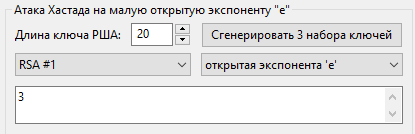 Атака Хастада на малую открытую экспоненту "е"
Длина ключа РША: 20 Сгенерировать 3 набора ключей
RSA #1 открытая экспонента 'е'
3